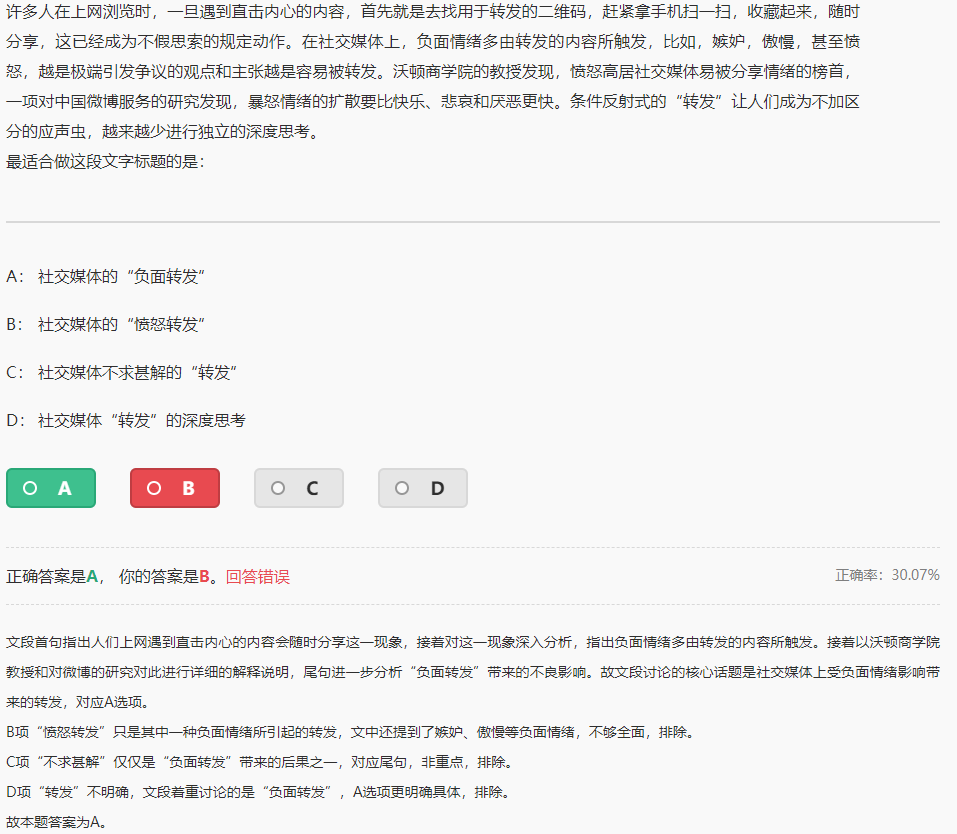 许多人在上网浏览时，一旦遇到直击内心的内容，首先就是去找用于转发的二维码，赶紧拿手机扫一扫，收藏起来，随时
分享，这已经成为不假思索的规定动作。在社交媒体上，负面情绪多由转发的内容所触发，比如，嫉妒，傲慢，甚至愤
怒，越是极端引发争议的观点和主张越是容易被转发。沃顿商学院的教授发现，愤怒高居社交媒体易被分享情绪的榜首，
一项对中国微博服务的研究发现，暴怒情绪的扩散要比快乐、悲哀和厌恶更快。条件反射式的“转发”让人们成为不加区
分的应声虫，越来越少进行独立的深度思考。
最适合做这段文字标题的是：
A： 社交媒体的“负面转发”
B： 社交媒体的“愤怒转发”
C： 社交媒体不求甚解的“转发”
D： 社交媒体“转发”的深度思考
A B C D
正确答案是A， 你的答案是B。回答错误 正确率：30.07%
文段首句指出人们上网遇到直击内心的内容会随时分享这一现象，接着对这一现象深入分析，指出负面情绪多由转发的内容所触发。接着以沃顿商学院
教授和对微博的研究对此进行详细的解释说明，尾句进一步分析“负面转发”带来的不良影响。故文段讨论的核心话题是社交媒体上受负面情绪影响带
来的转发，对应A选项。
B项“愤怒转发”只是其中一种负面情绪所引起的转发，文中还提到了嫉妒、傲慢等负面情绪，不够全面，排除。
C项“不求甚解”仅仅是“负面转发”带来的后果之一，对应尾句，非重点，排除。
D项“转发”不明确，文段着重讨论的是“负面转发”，A选项更明确具体，排除。
故本题答案为A。